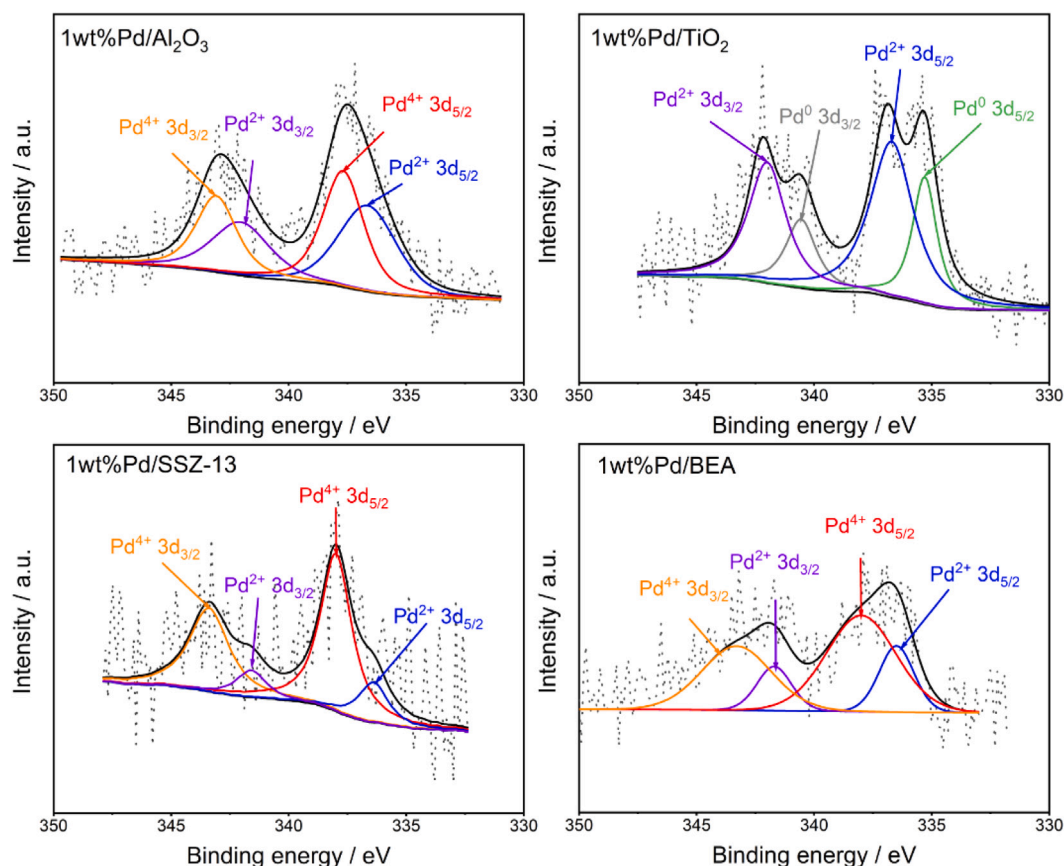 1wt%Pd/Al₂O₃
Pd⁴⁺ 3d₅/₂
Pd⁴⁺ 3d₃/₂
Pd²⁺ 3d₃/₂
Pd²⁺ 3d₅/₂
Intensity / a.u.
350 345 339 335 330
Binding energy / eV
1wt%Pd/TiO₂
Pd²⁺ 3d₅/₂
Pd²⁺ 3d₃/₂
Pd⁰ 3d₃/₂
Pd⁰ 3d₅/₂
Intensity / a.u.
350 345 340 335 330
Binding energy / eV
1wt%Pd/SSZ-13
Pd⁴⁺ 3d₅/₂
Pd⁴⁺ 3d₃/₂
Pd²⁺ 3d₃/₂
Pd²⁺ 3d₅/₂
Intensity / a.u.
350 345 339 335 330
Binding energy / eV
1wt%Pd/BEA
Pd⁴⁺ 3d₅/₂
Pd²⁺ 3d₃/₂
Pd²⁺ 3d₅/₂
Pd⁴⁺ 3d₃/₂
Intensity / a.u.
350 345 340 335 330
Binding energy / eV